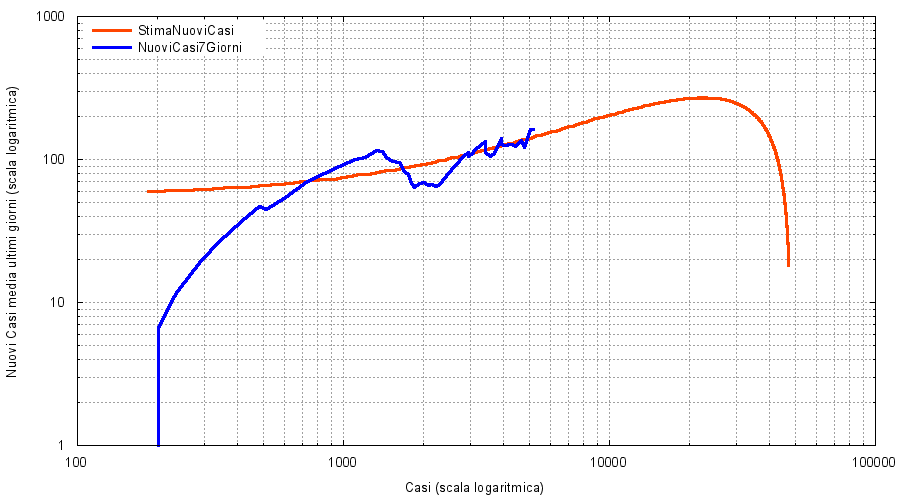 1000
StimaNuoviCasi
NuoviCasi7Giorni
100
10
1
100
1000
10000
100000
Nuovi Casi media ultimi giorni (scala logaritmica)
Casi (scala logaritmica)